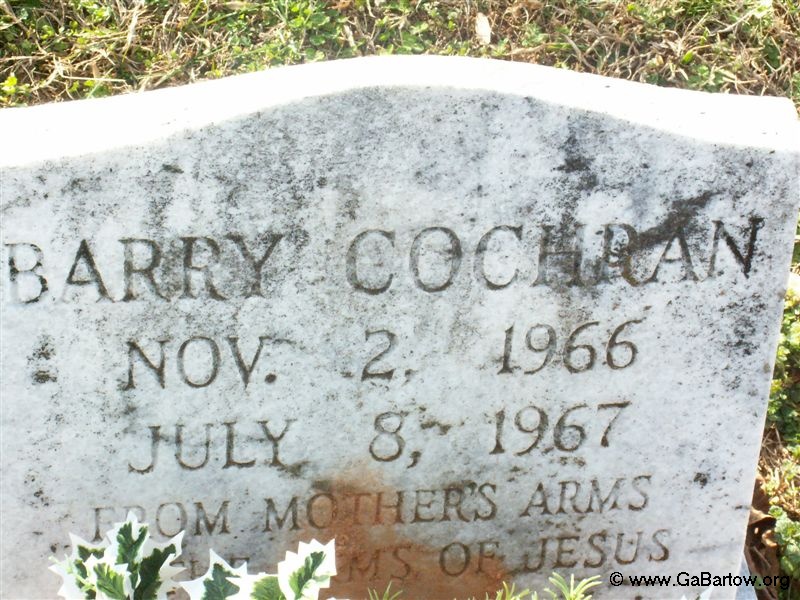 BARRY COCHRAN
NOV. 2, 1966
JULY 8, 1967
FROM MOTHER'S ARMS
OF JESUS
© www.GaBartow.org